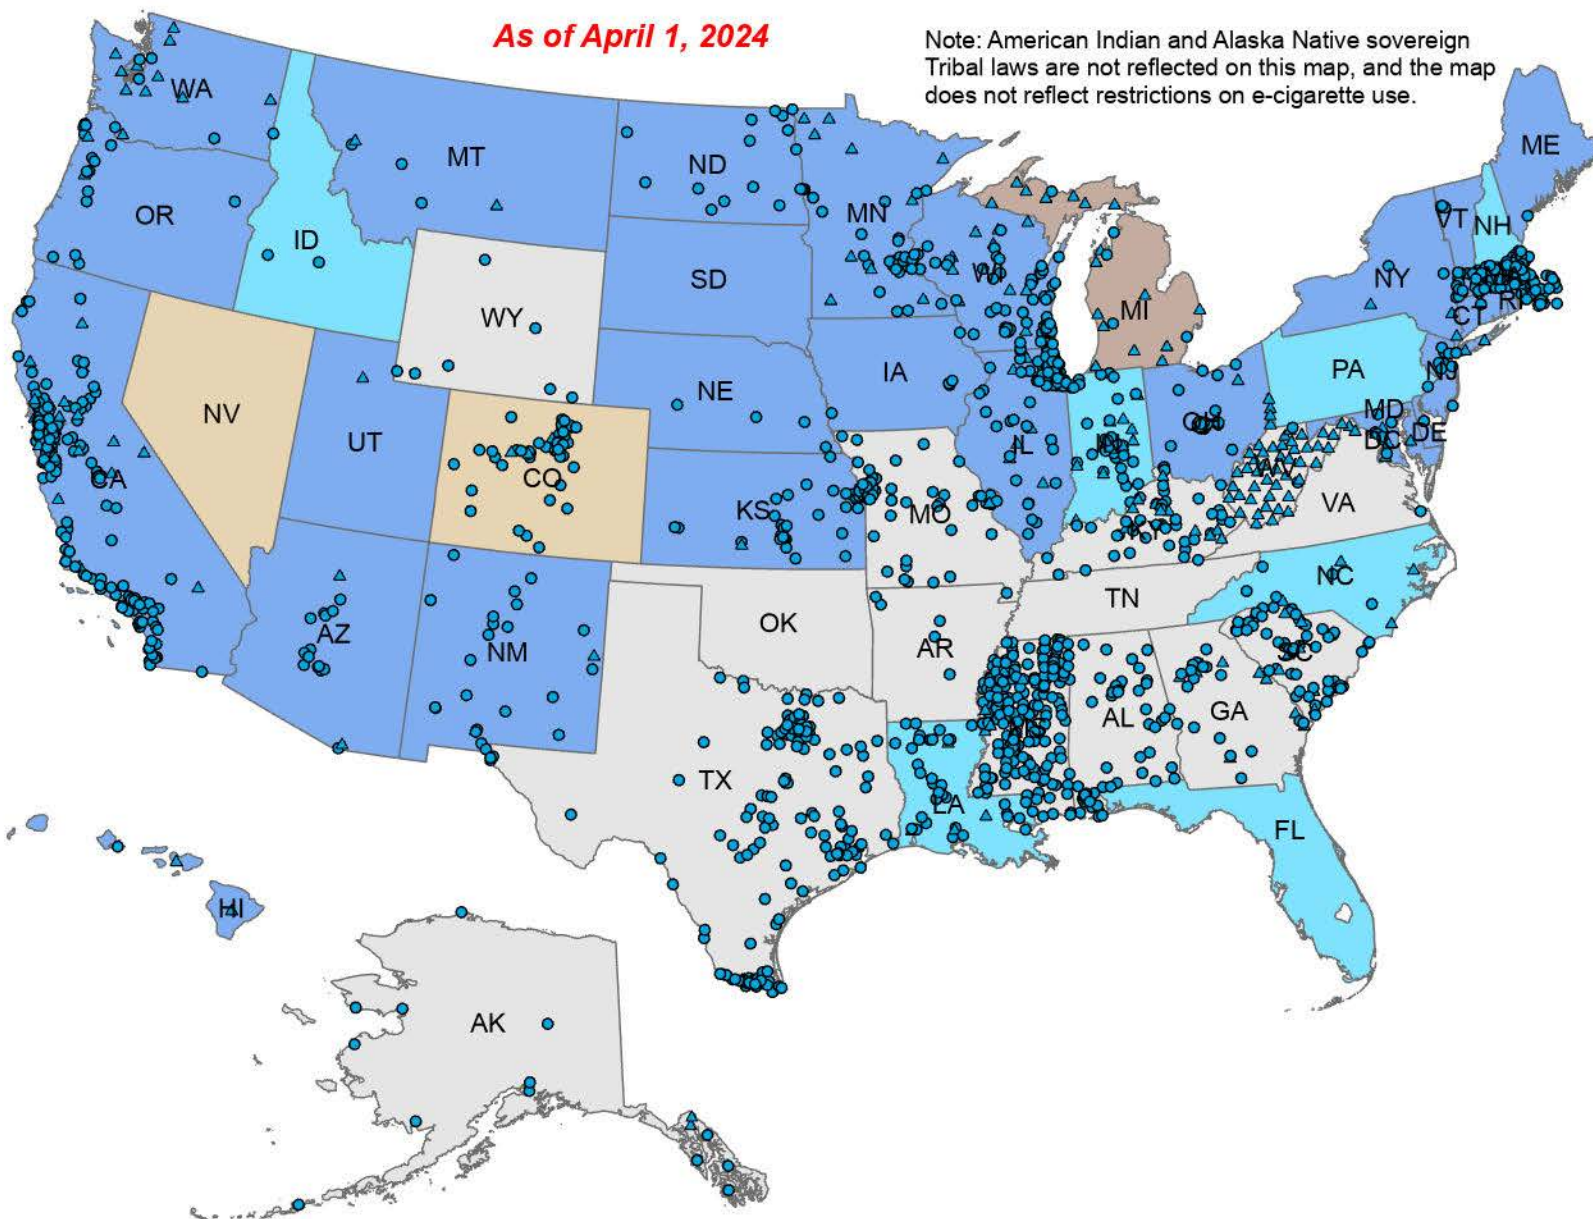 As of April 1, 2024
Note: American Indian and Alaska Native sovereign
Tribal laws are not reflected on this map, and the map
does not reflect restrictions on e-cigarette use.
WA
MT
ND
MN
ME
OR
ID
SD
WI
VT
NH
NY
MA
WY
MI
CT
RI
IA
PA
NJ
NE
NV
UT
CO
IL
IN
OH
MD
DE
DC
CA
KS
MO
WV
VA
KY
AZ
NM
OK
AR
TN
NC
SC
TX
LA
MS
AL
GA
FL
HI
AK